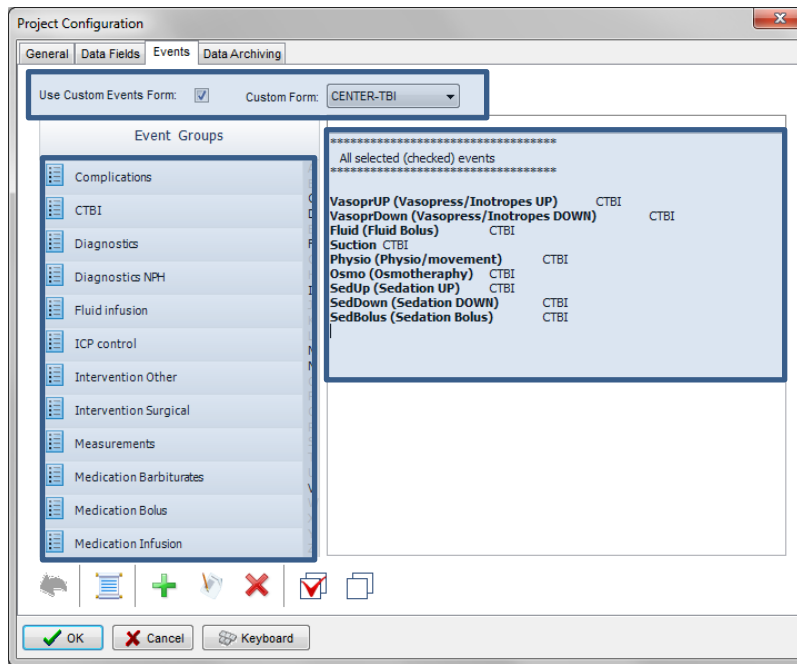 Project Configuration
General Data Fields Events Data Archiving
Use Custom Events Form: Custom Form: CENTER-TBI
Event Groups
Complications
CTBI
Diagnostics
Diagnostics NPH
Fluid infusion
ICP control
Intervention Other
Intervention Surgical
Measurements
Medication Barbiturates
Medication Bolus
Medication Infusion
**********************************
All selected (checked) events
**********************************
VasoprUP (Vasopress/Inotropes UP) CTBI
VasoprDown (Vasopress/Inotropes DOWN) CTBI
Fluid (Fluid Bolus) CTBI
Suction CTBI
Physio (Physio/movement) CTBI
Osmo (Osmotheraphy) CTBI
SedUp (Sedation UP) CTBI
SedDown (Sedation DOWN) CTBI
SedBolus (Sedation Bolus) CTBI
OK Cancel Keyboard